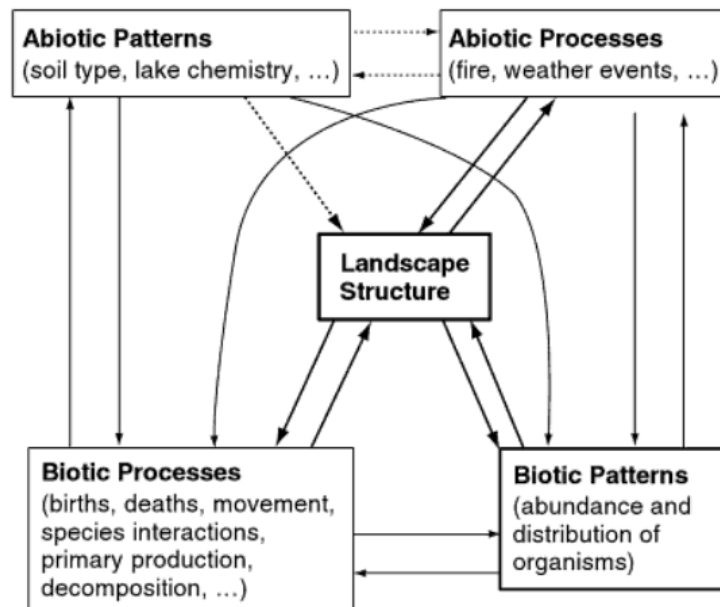 Abiotic Patterns
(soil type, lake chemistry, ...)
Abiotic Processes
(fire, weather events, ...)
Landscape
Structure
Biotic Processes
(births, deaths, movement,
species interactions,
primary production,
decomposition, ...)
Biotic Patterns
(abundance and
distribution of
organisms)